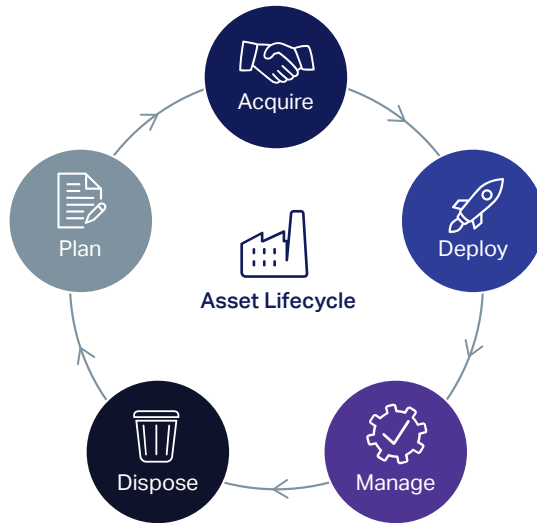 Acquire
Plan
Deploy
Asset Lifecycle
Dispose
Manage